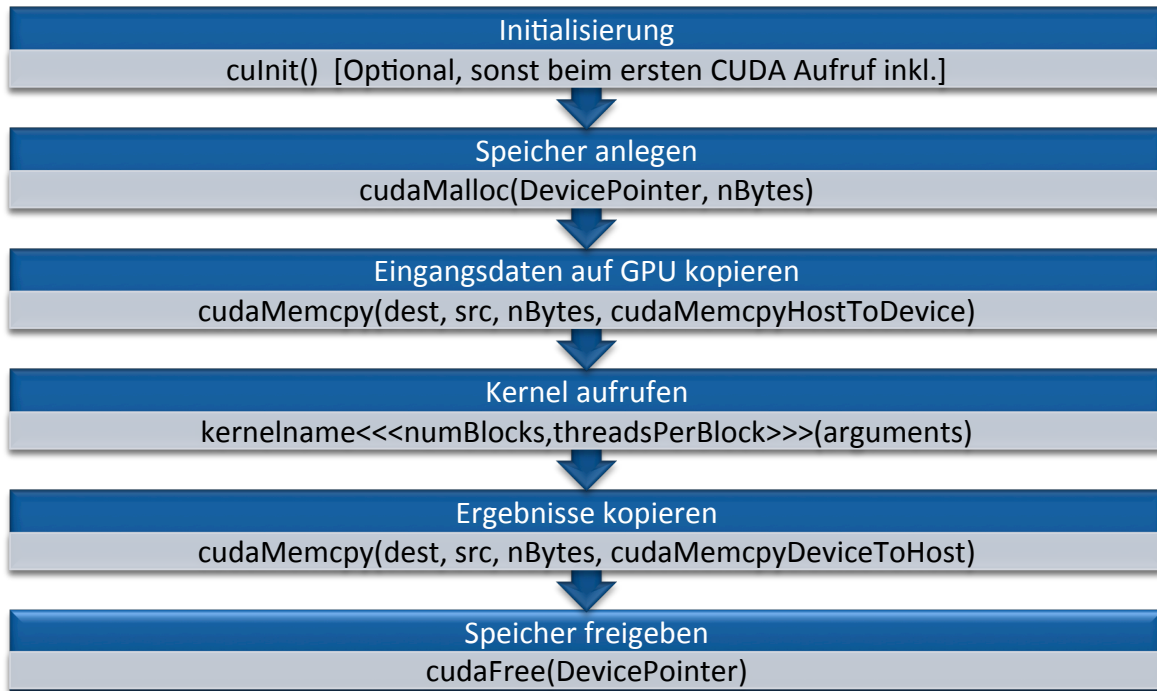 Initialisierung
cuInit()  [Optional, sonst beim ersten CUDA Aufruf inkl.]
Speicher anlegen
cudaMalloc(DevicePointer, nBytes)
Eingangsdaten auf GPU kopieren
cudaMemcpy(dest, src, nBytes, cudaMemcpyHostToDevice)
Kernel aufrufen
kernelname<<<numBlocks,threadsPerBlock>>>(arguments)
Ergebnisse kopieren
cudaMemcpy(dest, src, nBytes, cudaMemcpyDeviceToHost)
Speicher freigeben
cudaFree(DevicePointer)